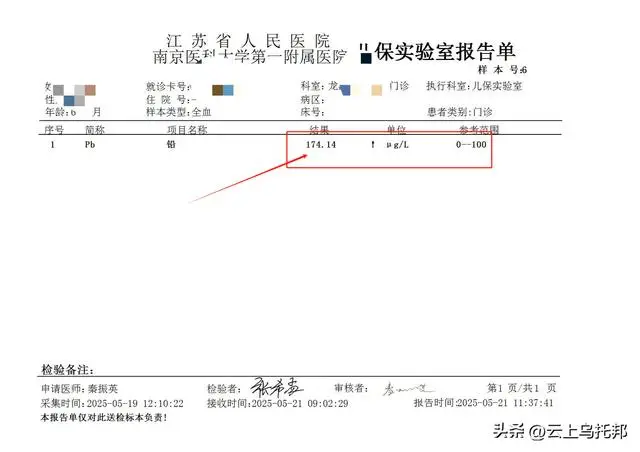 江苏省人民医院
南京医科大学第一附属医院
保实验室报告单
样本号:6
就诊卡号:
科室:龙 门诊
执行科室:儿保实验室
性
住院号:-
病区:
年龄:6 月
样本类型:全血
床号:
患者类别:门诊
序号 简称 项目名称 结果 单位 参考范围
1 Pb 铅 174.14 ↑ μg/L 0--100
检验备注:
申请医师:秦振英 检验者: 审核者: 第1页/共1页
采集时间:2025-05-19 12:10:22 接收时间:2025-05-21 09:02:29 报告时间:2025-05-21 11:37:41
本报告单仅对此送检标本负责!
头条 @云上乌托邦